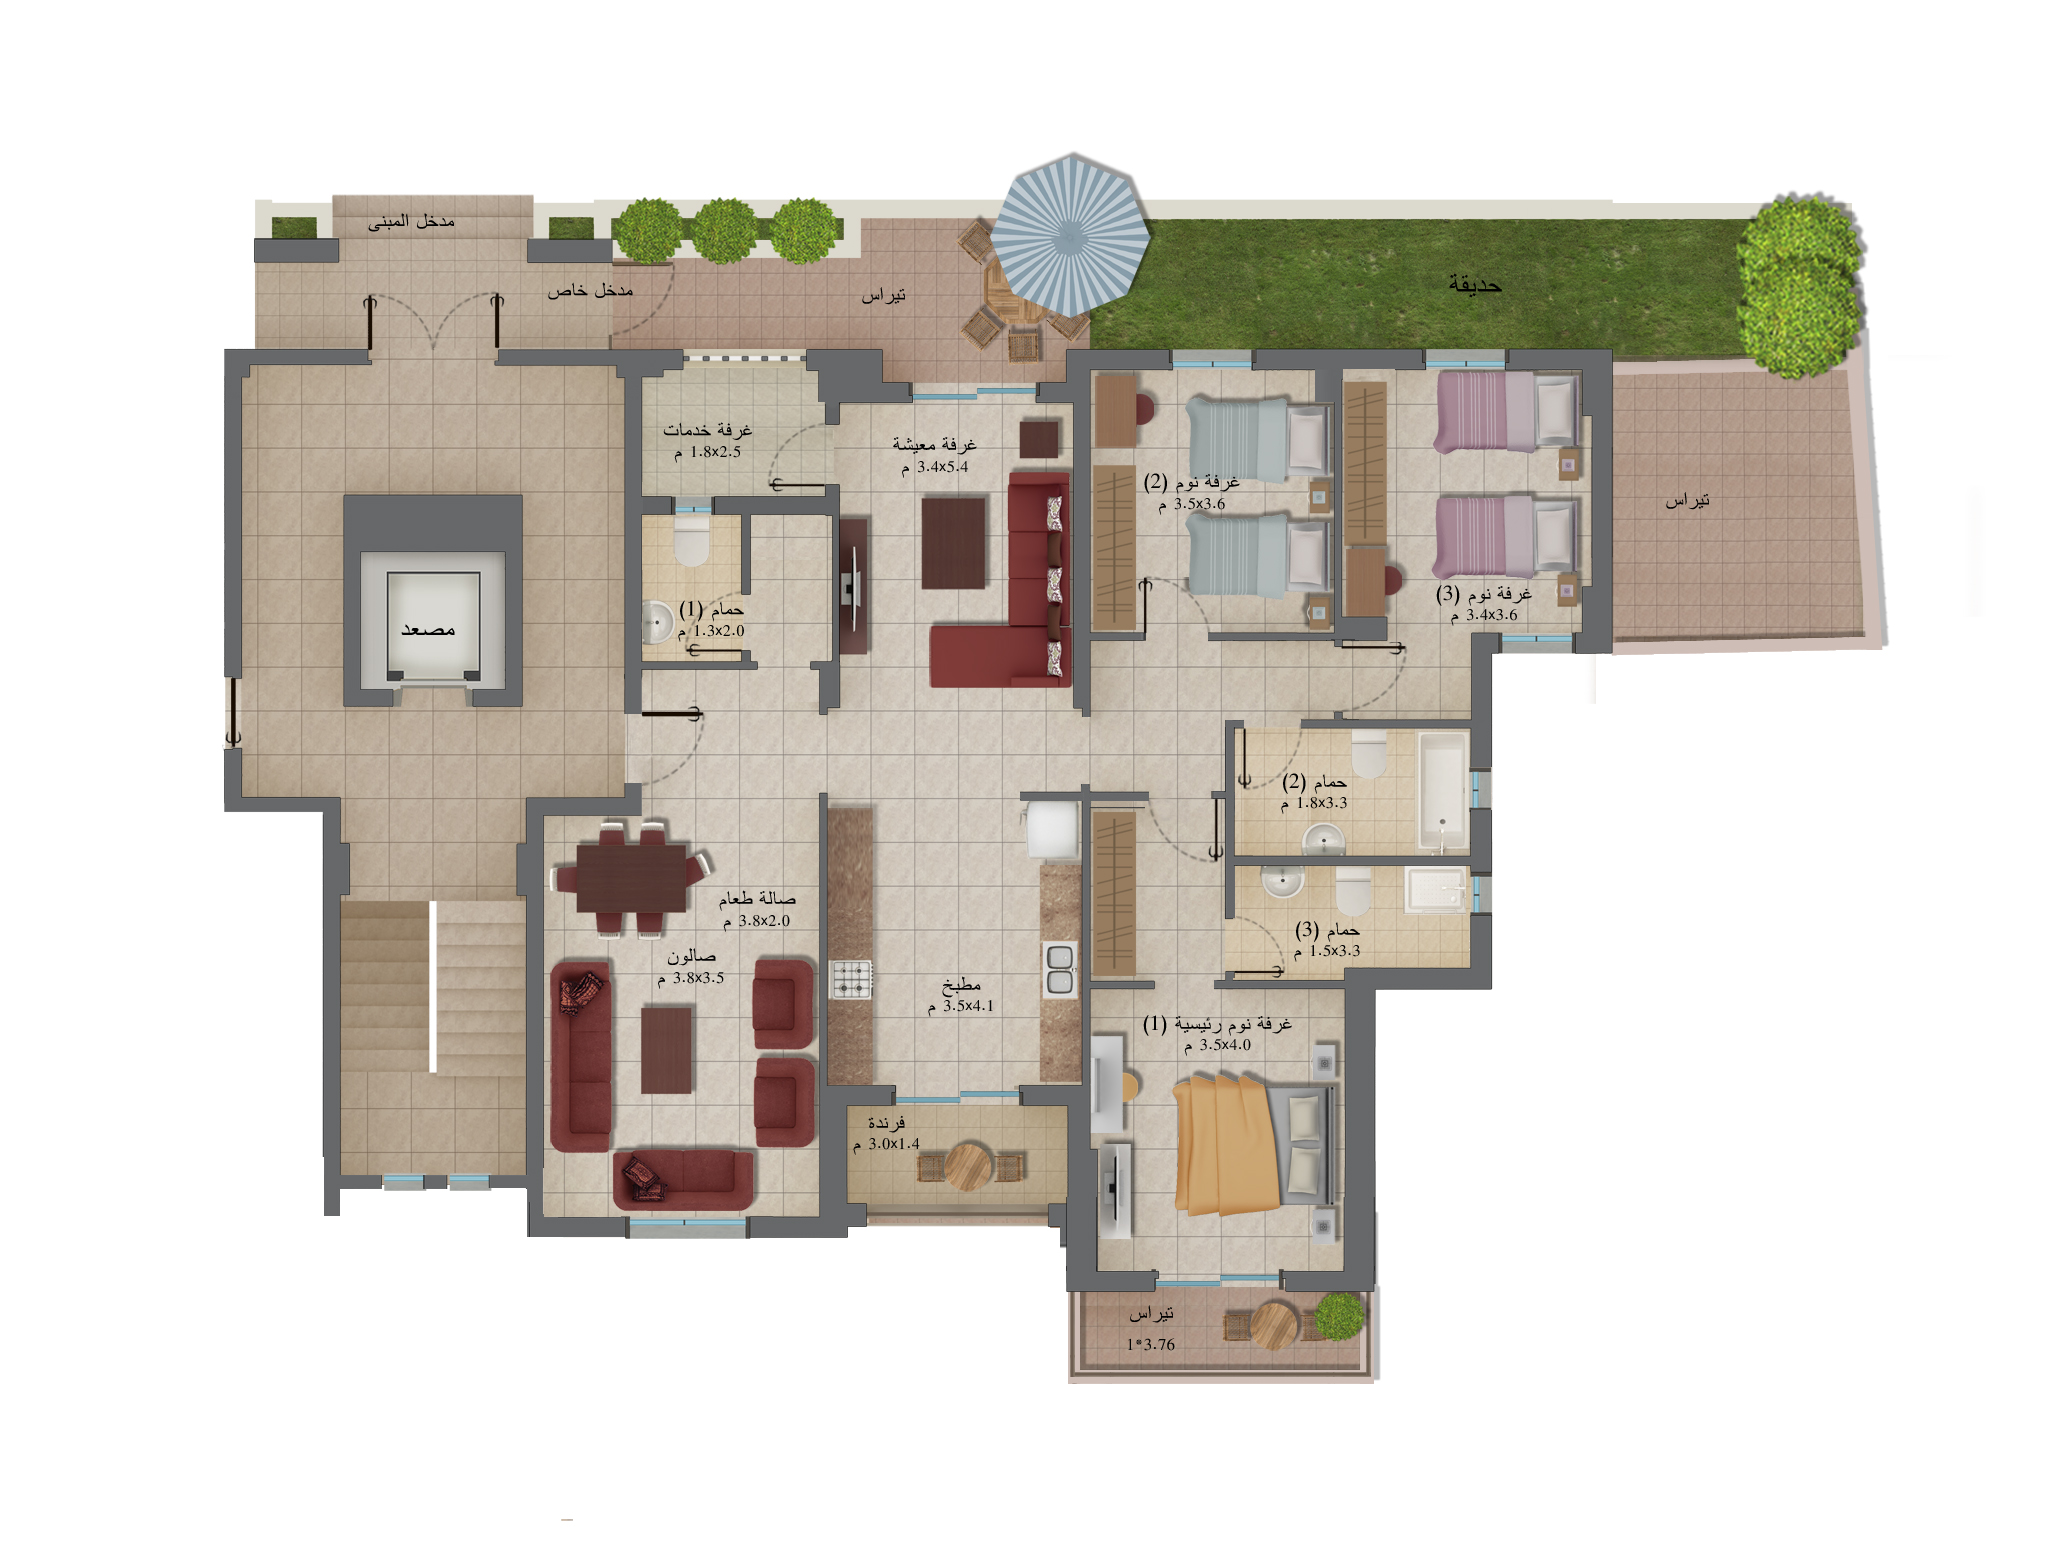 مدخل المبنى
مدخل خاص
تيراس
حديقة
غرفة خدمات
1.8x2.5 م
غرفة معيشة
3.4x5.4 م
غرفة نوم (2)
3.5x3.6 م
غرفة نوم (3)
3.4x3.6 م
تيراس
مصعد
حمام (1)
1.3x2.0 م
حمام (2)
1.8x3.3 م
حمام (3)
1.5x3.3 م
صالة طعام
3.8x2.0 م
صالون
3.8x3.5 م
مطبخ
3.5x4.1 م
غرفة نوم رئيسية (1)
3.5x4.0 م
فرندة
3.0x1.4 م
تيراس
1*3.76